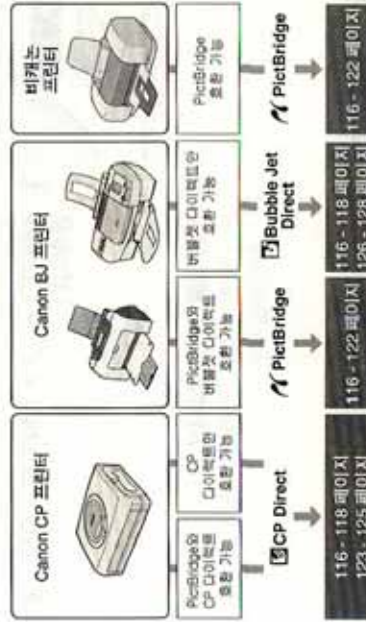 Canon CP 프린터
PictBridge와
CP 다이렉트
호환 가능
CP
다이렉트만
호환 가능
CP Direct
116 - 118 페이지
123 - 125 페이지
Canon BJ 프린터
PictBridge와
버블젯 다이렉트
호환 가능
PictBridge
116 - 122 페이지
버블젯 다이렉트만
호환 가능
Bubble Jet
Direct
116 - 118 페이지
126 - 128 페이지
비캐논
프린터
PictBridge
호환 가능
PictBridge
116 - 122 페이지